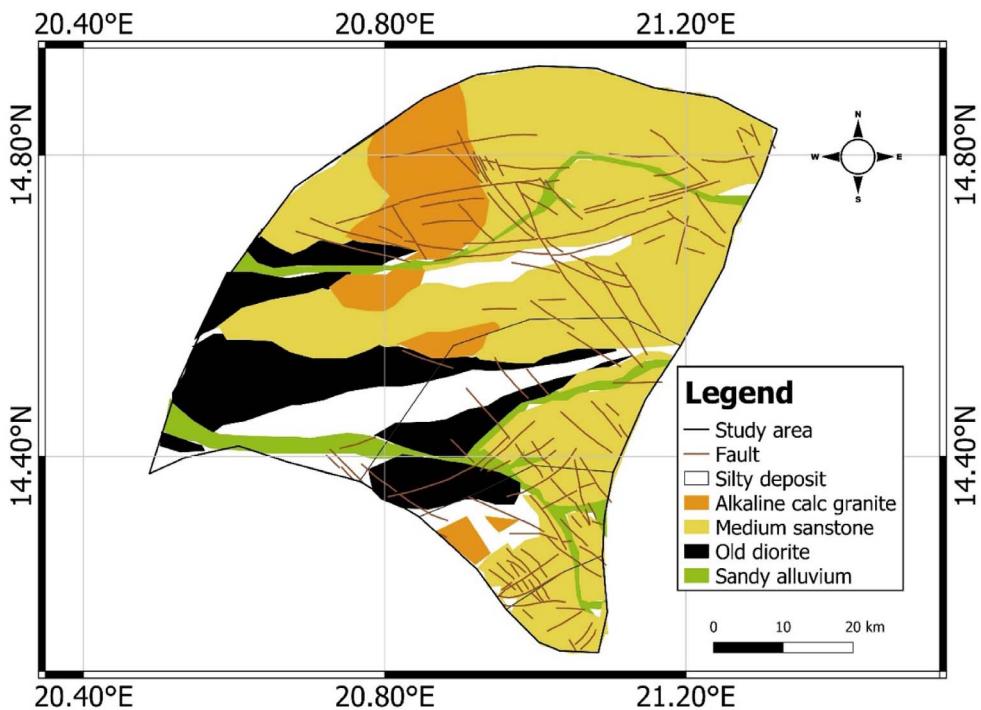 20.40°E 20.80°E 21.20°E
14.80°N 14.80°N
N
W E
S
Legend
Study area
Fault
14.40°N 14.40°N
Silty deposit
Alkaline calc granite
Medium sanstone
Old diorite
Sandy alluvium
0 10 20 km
20.40°E 20.80°E 21.20°E